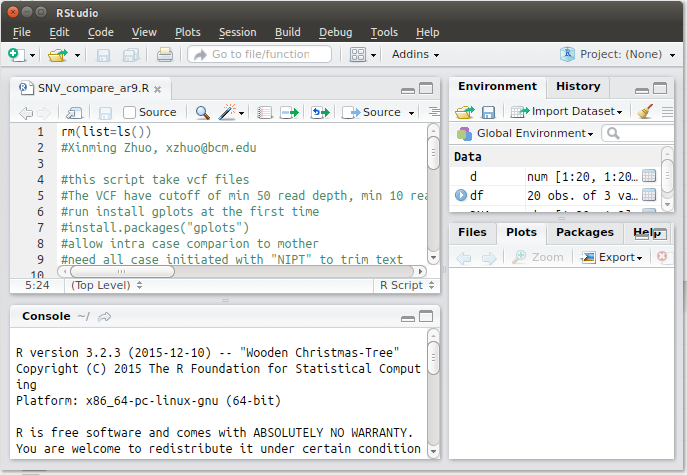 RStudio
File Edit Code View Plots Session Build Debug Tools Help
Go to file/function Addins Project: (None)
SNV_compare_ar9.R
Source Source
1 rm(list=ls())
2 #Xinming Zhuo, xzhuo@bcm.edu
3
4 #this script take vcf files
5 #The VCF have cutoff of min 50 read depth, min 10 rea
6 #run install gplots at the first time
7 #install.packages("gplots")
8 #allow intra case comparion to mother
9 #need all case initiated with "NIPT" to trim text
10
5:24 (Top Level) R Script
Console ~/
R version 3.2.3 (2015-12-10) -- "Wooden Christmas-Tree"
Copyright (C) 2015 The R Foundation for Statistical Comput
ing
Platform: x86_64-pc-linux-gnu (64-bit)
R is free software and comes with ABSOLUTELY NO WARRANTY.
You are welcome to redistribute it under certain condition
Environment History
Import Dataset
Global Environment
Data
d num [1:20, 1:20…
df 20 obs. of 3 va…
Files Plots Packages Help
Zoom Export